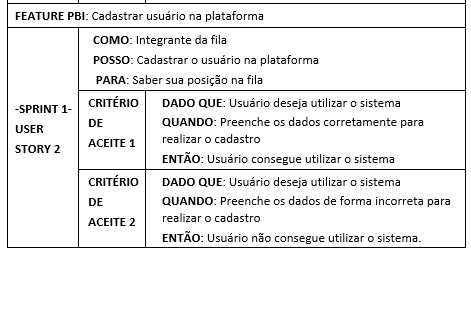 FEATURE PBI: Cadastrar usuário na plataforma
-SPRINT 1-
USER
STORY 2
COMO: Integrante da fila
POSSO: Cadastrar o usuário na plataforma
PARA: Saber sua posição na fila
CRITÉRIO
DE
ACEITE 1
DADO QUE: Usuário deseja utilizar o sistema
QUANDO: Preenche os dados corretamente para
realizar o cadastro
ENTÃO: Usuário consegue utilizar o sistema
CRITÉRIO
DE
ACEITE 2
DADO QUE: Usuário deseja utilizar o sistema
QUANDO: Preenche os dados de forma incorreta para
realizar o cadastro
ENTÃO: Usuário não consegue utilizar o sistema.